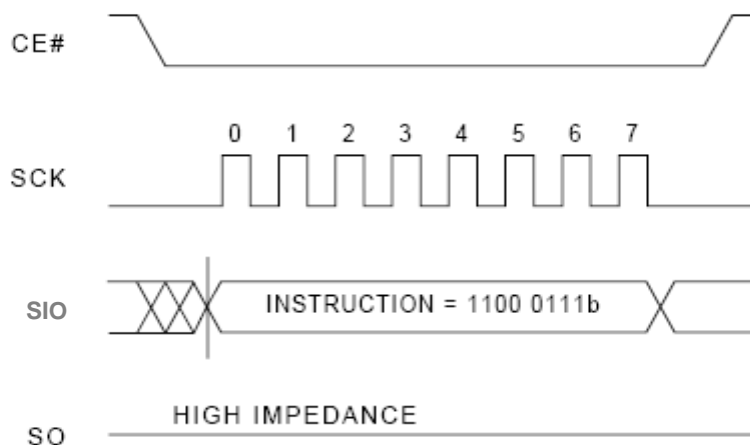 CE#
0 1 2 3 4 5 6 7
SCK
SIO
INSTRUCTION = 1100 0111b
HIGH IMPEDANCE
SO